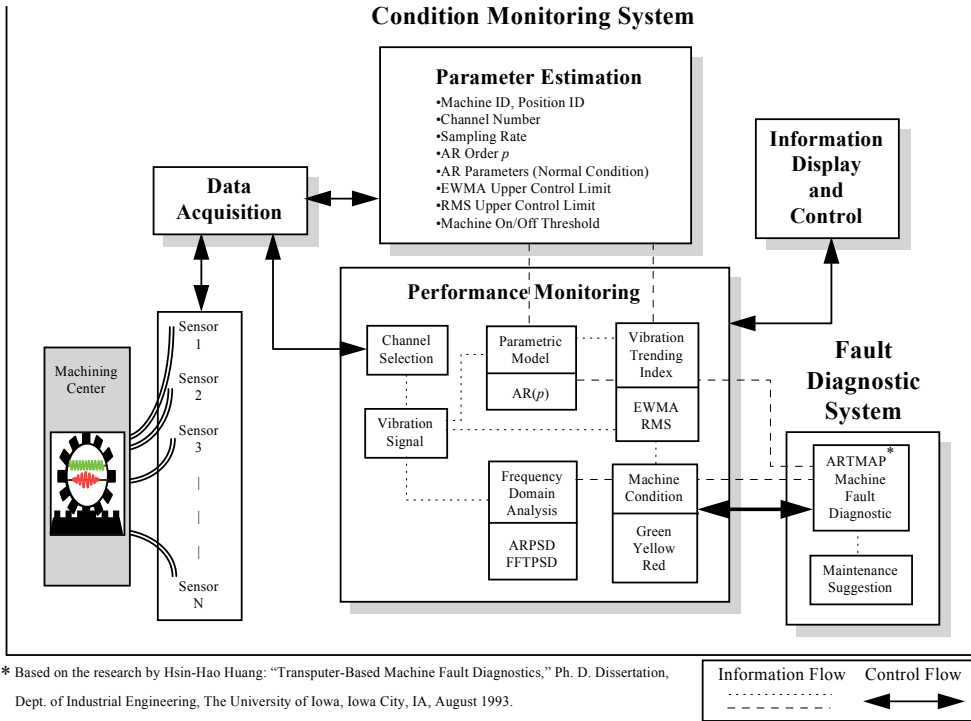 Condition Monitoring System
Parameter Estimation
•Machine ID, Position ID
•Channel Number
•Sampling Rate
•AR Order p
•AR Parameters (Normal Condition)
•EWMA Upper Control Limit
•RMS Upper Control Limit
•Machine On/Off Threshold
Information
Display
and
Control
Data
Acquisition
Performance Monitoring
Channel
Selection
Parametric
Model
AR(p)
Vibration
Trending
Index
EWMA
RMS
Vibration
Signal
Frequency
Domain
Analysis
ARPSD
FFTPSD
Machine
Condition
Green
Yellow
Red
Machining
Center
Sensor
1
Sensor
2
Sensor
3
|
|
|
Sensor
N
Fault
Diagnostic
System
ARTMAP*
Machine
Fault
Diagnostic
Maintenance
Suggestion
* Based on the research by Hsin-Hao Huang: “Transputer-Based Machine Fault Diagnostics,” Ph. D. Dissertation,
Dept. of Industrial Engineering, The University of Iowa, Iowa City, IA, August 1993.
Information Flow
Control Flow